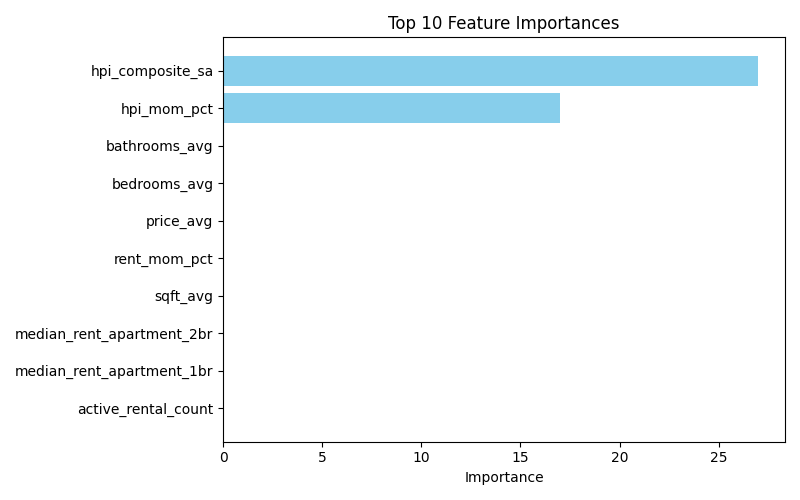 Top 10 Feature Importances
hpi_composite_sa
hpi_mom_pct
bathrooms_avg
bedrooms_avg
price_avg
rent_mom_pct
sqft_avg
median_rent_apartment_2br
median_rent_apartment_1br
active_rental_count
0 5 10 15 20 25
Importance